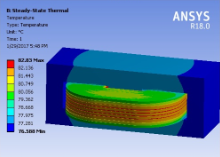 B: Steady-State Thermal
Temperature
Type: Temperature
Unit: °C
Time: 1
1/29/2017 5:46 PM
ANSYS
R18.0
82.83 Max
82.136
81.443
80.749
80.056
79.362
78.668
77.975
77.281
76.588 Min